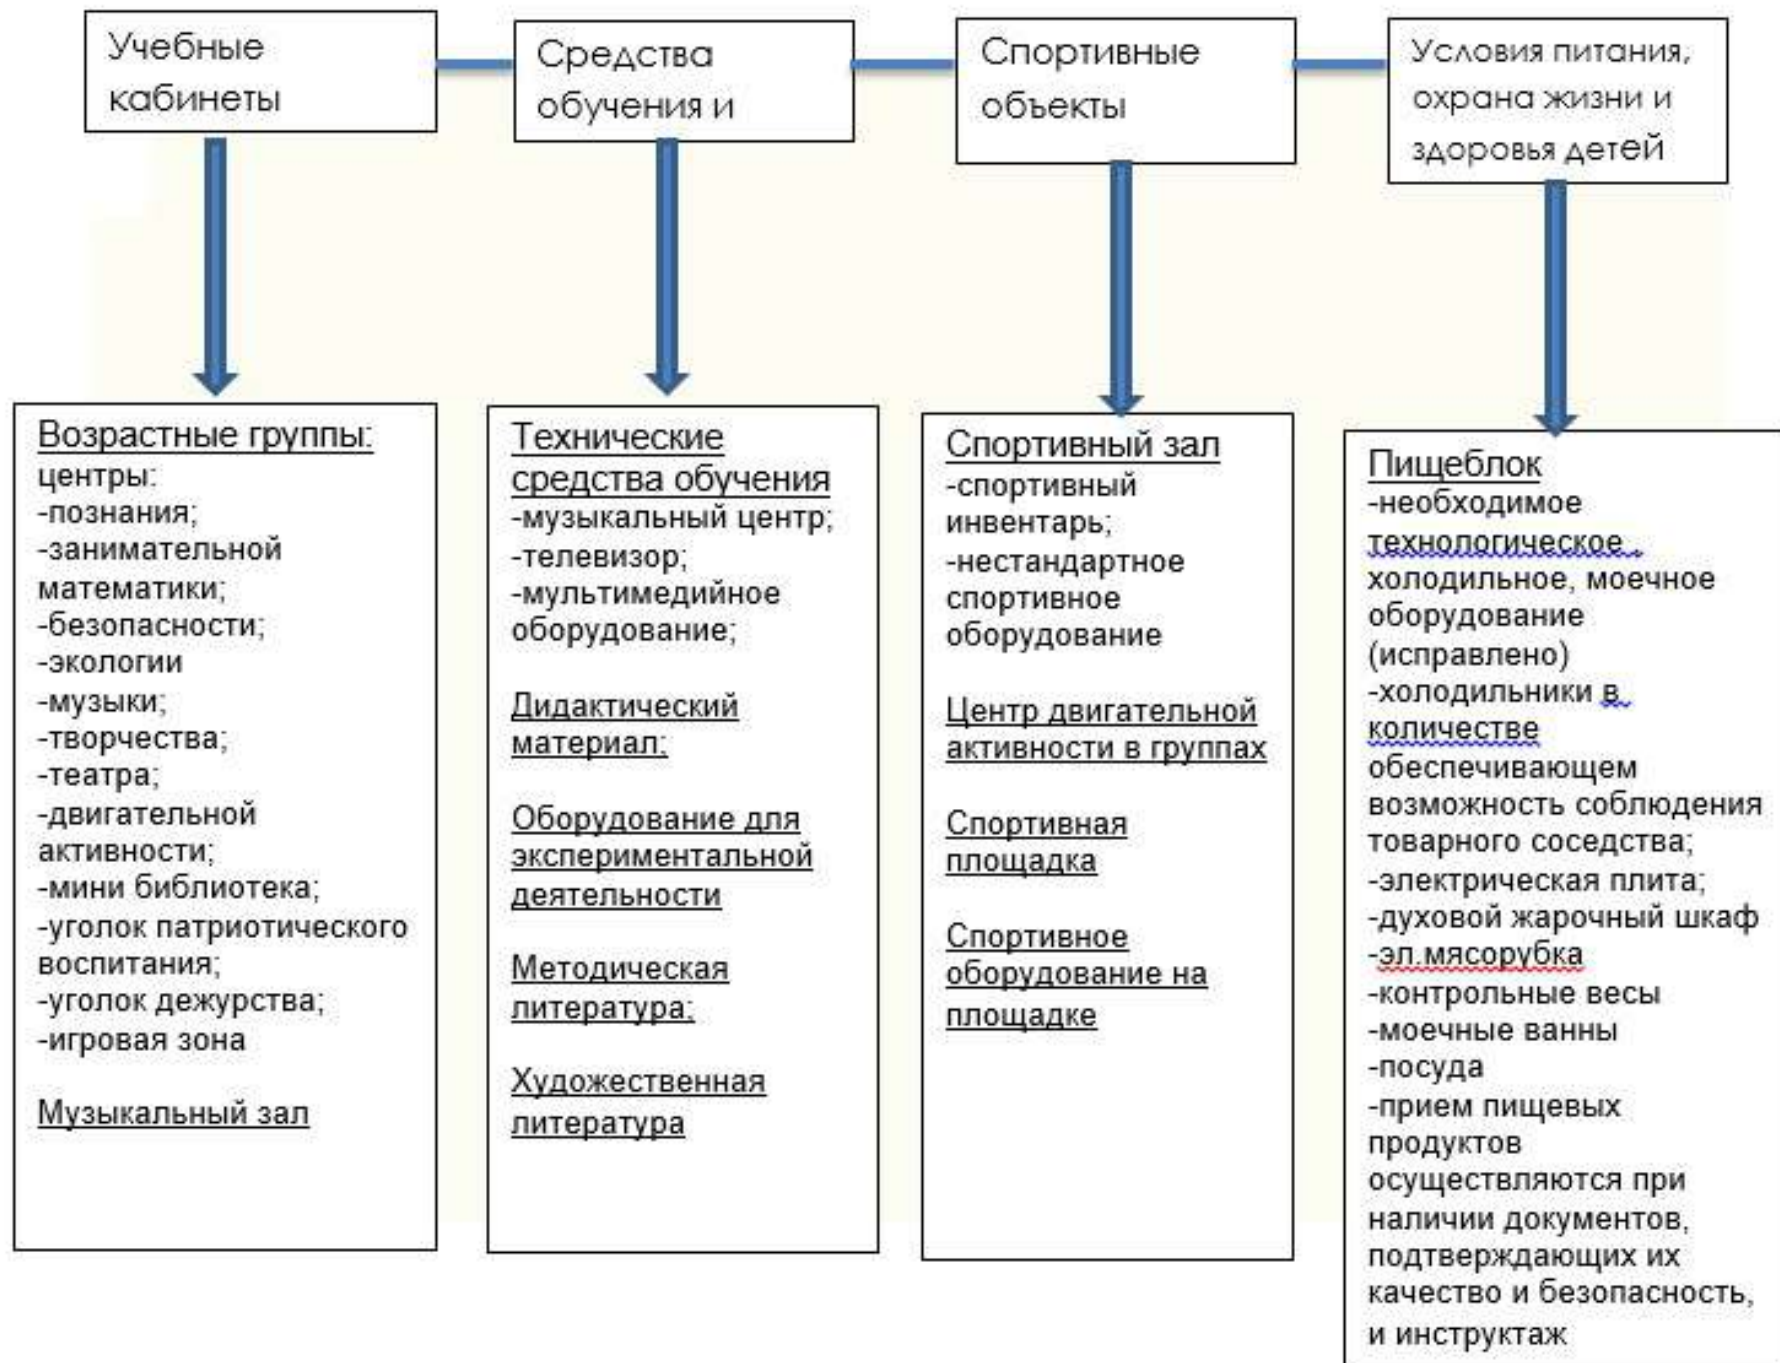 Учебные
кабинеты
Средства
обучения и
Спортивные
объекты
Условия питания,
охрана жизни и
здоровья детей
Возрастные группы:
центры:
-познания;
-занимательной
математики;
-безопасности;
-экологии
-музыки;
-творчества;
-театра;
-двигательной
активности;
-мини библиотека;
-уголок патриотического
воспитания;
-уголок дежурства;
-игровая зона
Музыкальный зал
Технические
средства обучения
-музыкальный центр;
-телевизор;
-мультимедийное
оборудование;
Дидактический
материал;
Оборудование для
экспериментальной
деятельности
Методическая
литература;
Художественная
литература
Спортивный зал
-спортивный
инвентарь;
-нестандартное
спортивное
оборудование
Центр двигательной
активности в группах
Спортивная
площадка
Спортивное
оборудование на
площадке
Пищеблок
-необходимое
технологическое ,
холодильное, моечное
оборудование
(исправлено)
-холодильники в
количестве
обеспечивающем
возможность соблюдения
товарного соседства;
-электрическая плита;
-духовой жарочный шкаф
-эл.мясорубка
-контрольные весы
-моечные ванны
-посуда
-прием пищевых
продуктов
осуществляются при
наличии документов,
подтверждающих их
качество и безопасность,
и инструктаж